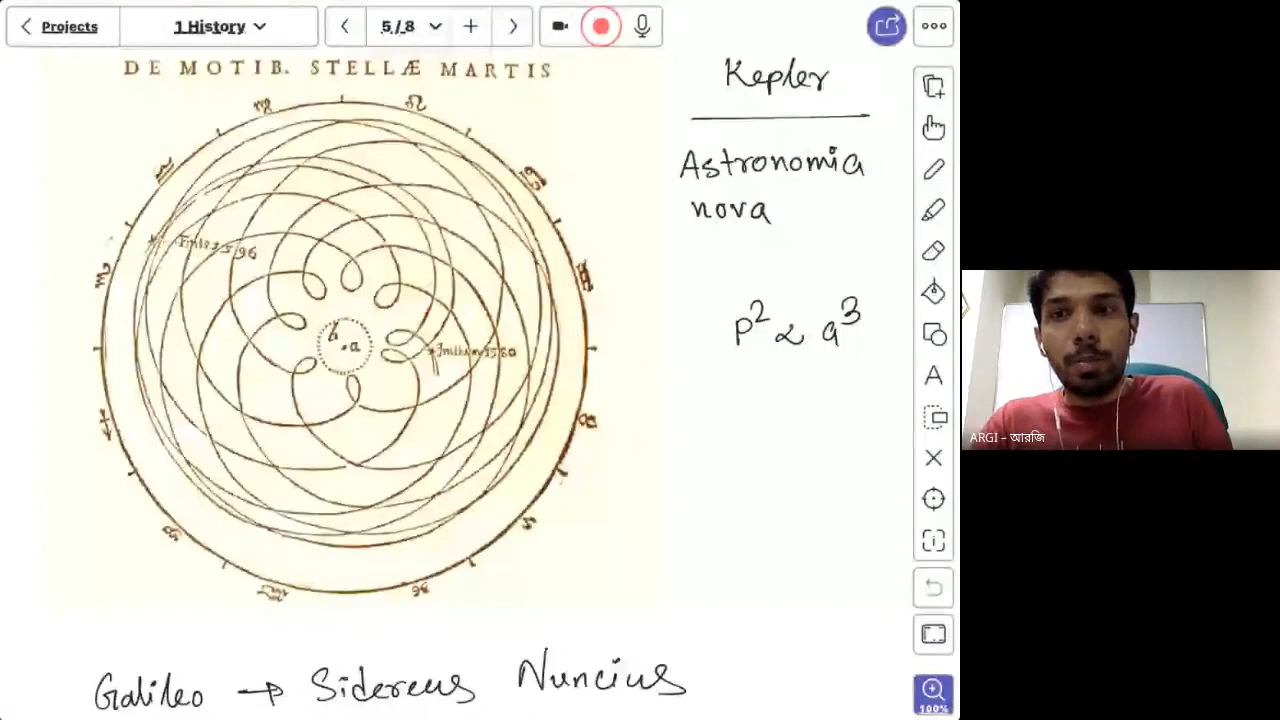 Projects
1 History
5 / 8
DE MOTIB. STELLÆ MARTIS
Kepler
Astronomia
nova
P² ∝ a³
b
a
Galileo → Sidereus Nuncius
A
100%
ARGI – আরজি